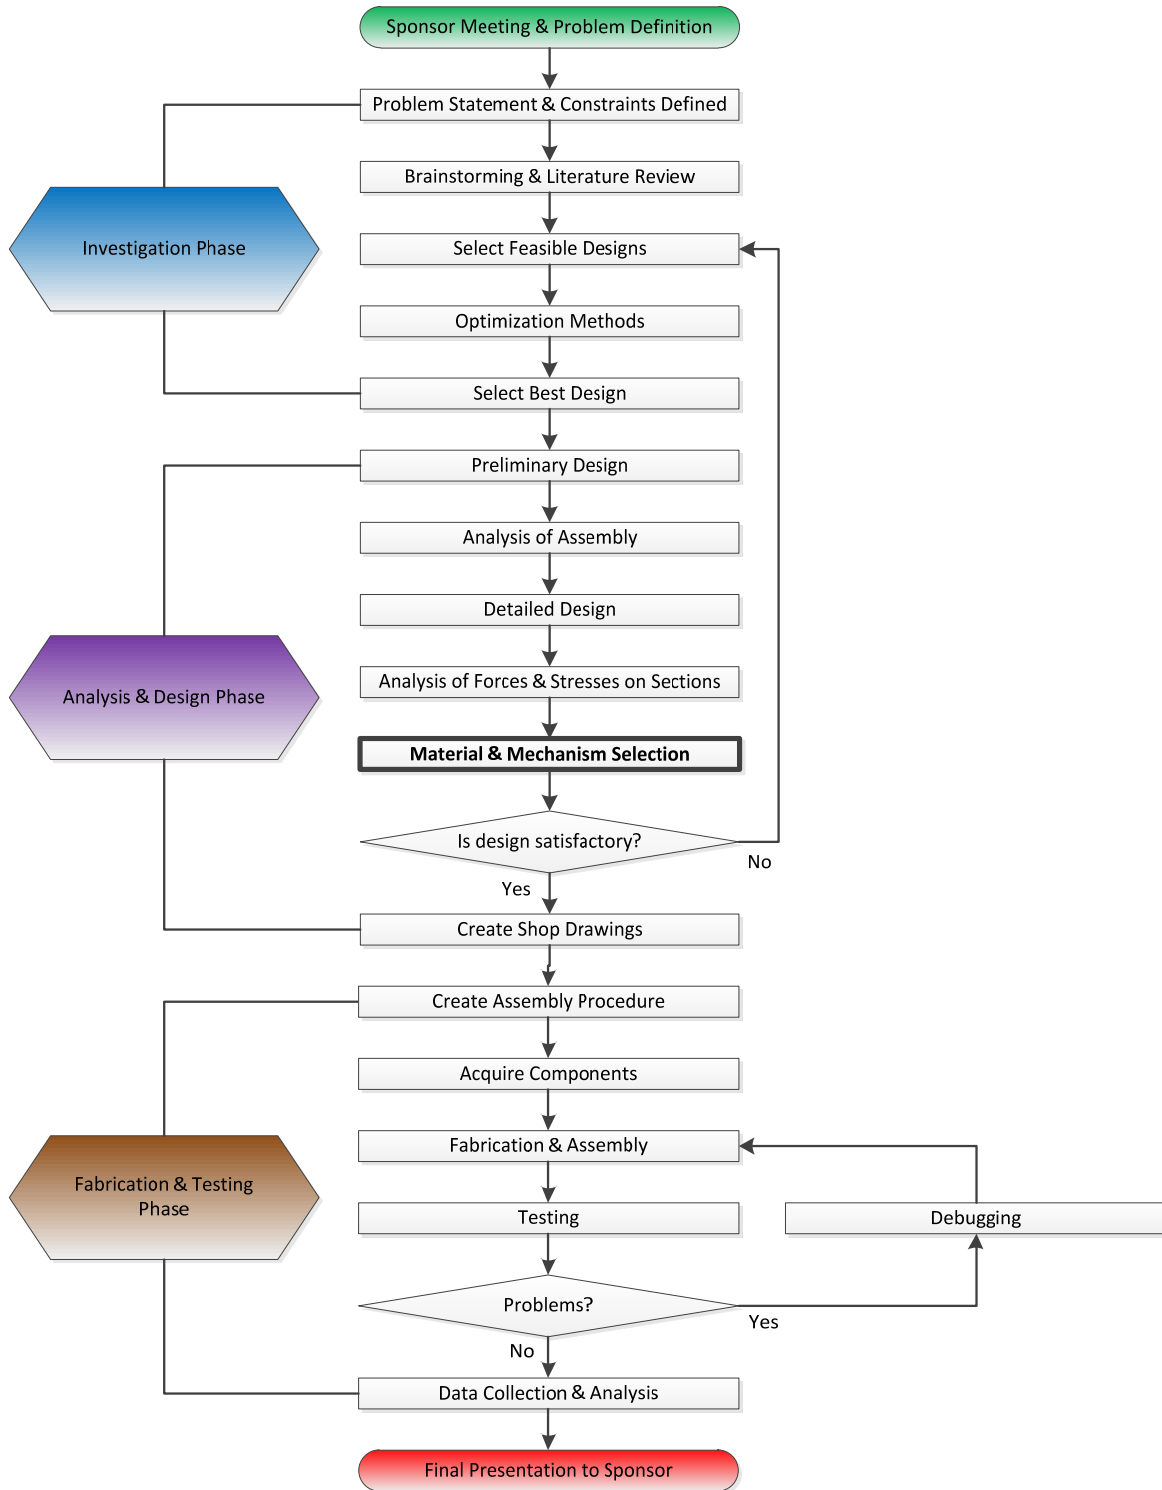 Sponsor Meeting & Problem Definition
Problem Statement & Constraints Defined
Brainstorming & Literature Review
Investigation Phase
Select Feasible Designs
Optimization Methods
Select Best Design
Preliminary Design
Analysis of Assembly
Detailed Design
Analysis of Forces & Stresses on Sections
Analysis & Design Phase
Material & Mechanism Selection
Is design satisfactory?
No
Yes
Create Shop Drawings
Create Assembly Procedure
Acquire Components
Fabrication & Assembly
Fabrication & Testing
Phase
Testing
Debugging
Problems?
Yes
No
Data Collection & Analysis
Final Presentation to Sponsor